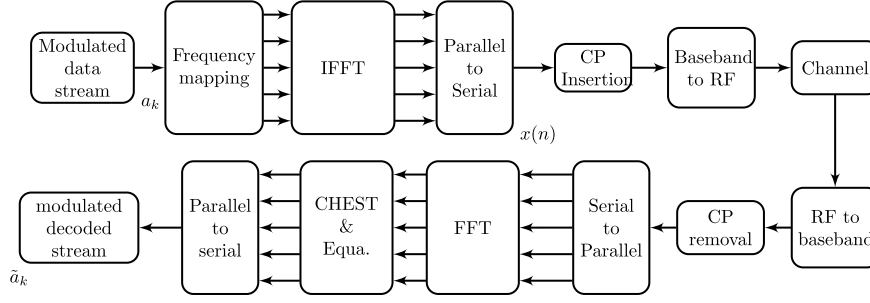 Modulated
data
stream
a_k
Frequency
mapping
IFFT
Parallel
to
Serial
x(n)
CP
Insertion
Baseband
to RF
Channel
modulated
decoded
stream
ã_k
Parallel
to
serial
CHEST
&
Equa.
FFT
Serial
to
Parallel
CP
removal
RF to
baseband